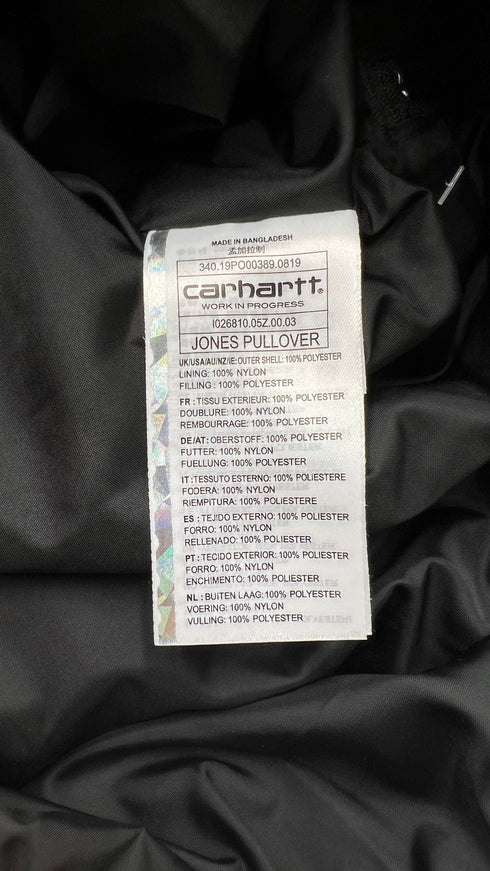 MADE IN BANGLADESH
孟加拉制
340.19PO00389.0819
carhartt®
WORK IN PROGRESS
I026810.05Z.00.03
JONES PULLOVER
UK/USA/AU/NZ/IE: OUTER SHELL: 100% POLYESTER
LINING: 100% NYLON
FILLING: 100% POLYESTER
FR : TISSU EXTERIEUR: 100% POLYESTER
DOUBLURE: 100% NYLON
REMBOURRAGE: 100% POLYESTER
DE/AT: OBERSTOFF: 100% POLYESTER
FUTTER: 100% NYLON
FUELLUNG: 100% POLYESTER
IT :TESSUTO ESTERNO: 100% POLIESTERE
FODERA: 100% NYLON
RIEMPITURA: 100% POLIESTERE
ES : TEJIDO EXTERNO: 100% POLIESTER
FORRO: 100% NYLON
RELLENADO: 100% POLIESTER
PT : TECIDO EXTERIOR: 100% POLIESTER
FORRO: 100% NYLON
ENCHIMENTO: 100% POLIESTER
NL : BUITEN LAAG: 100% POLYESTER
VOERING: 100% NYLON
VULLING: 100% POLYESTER